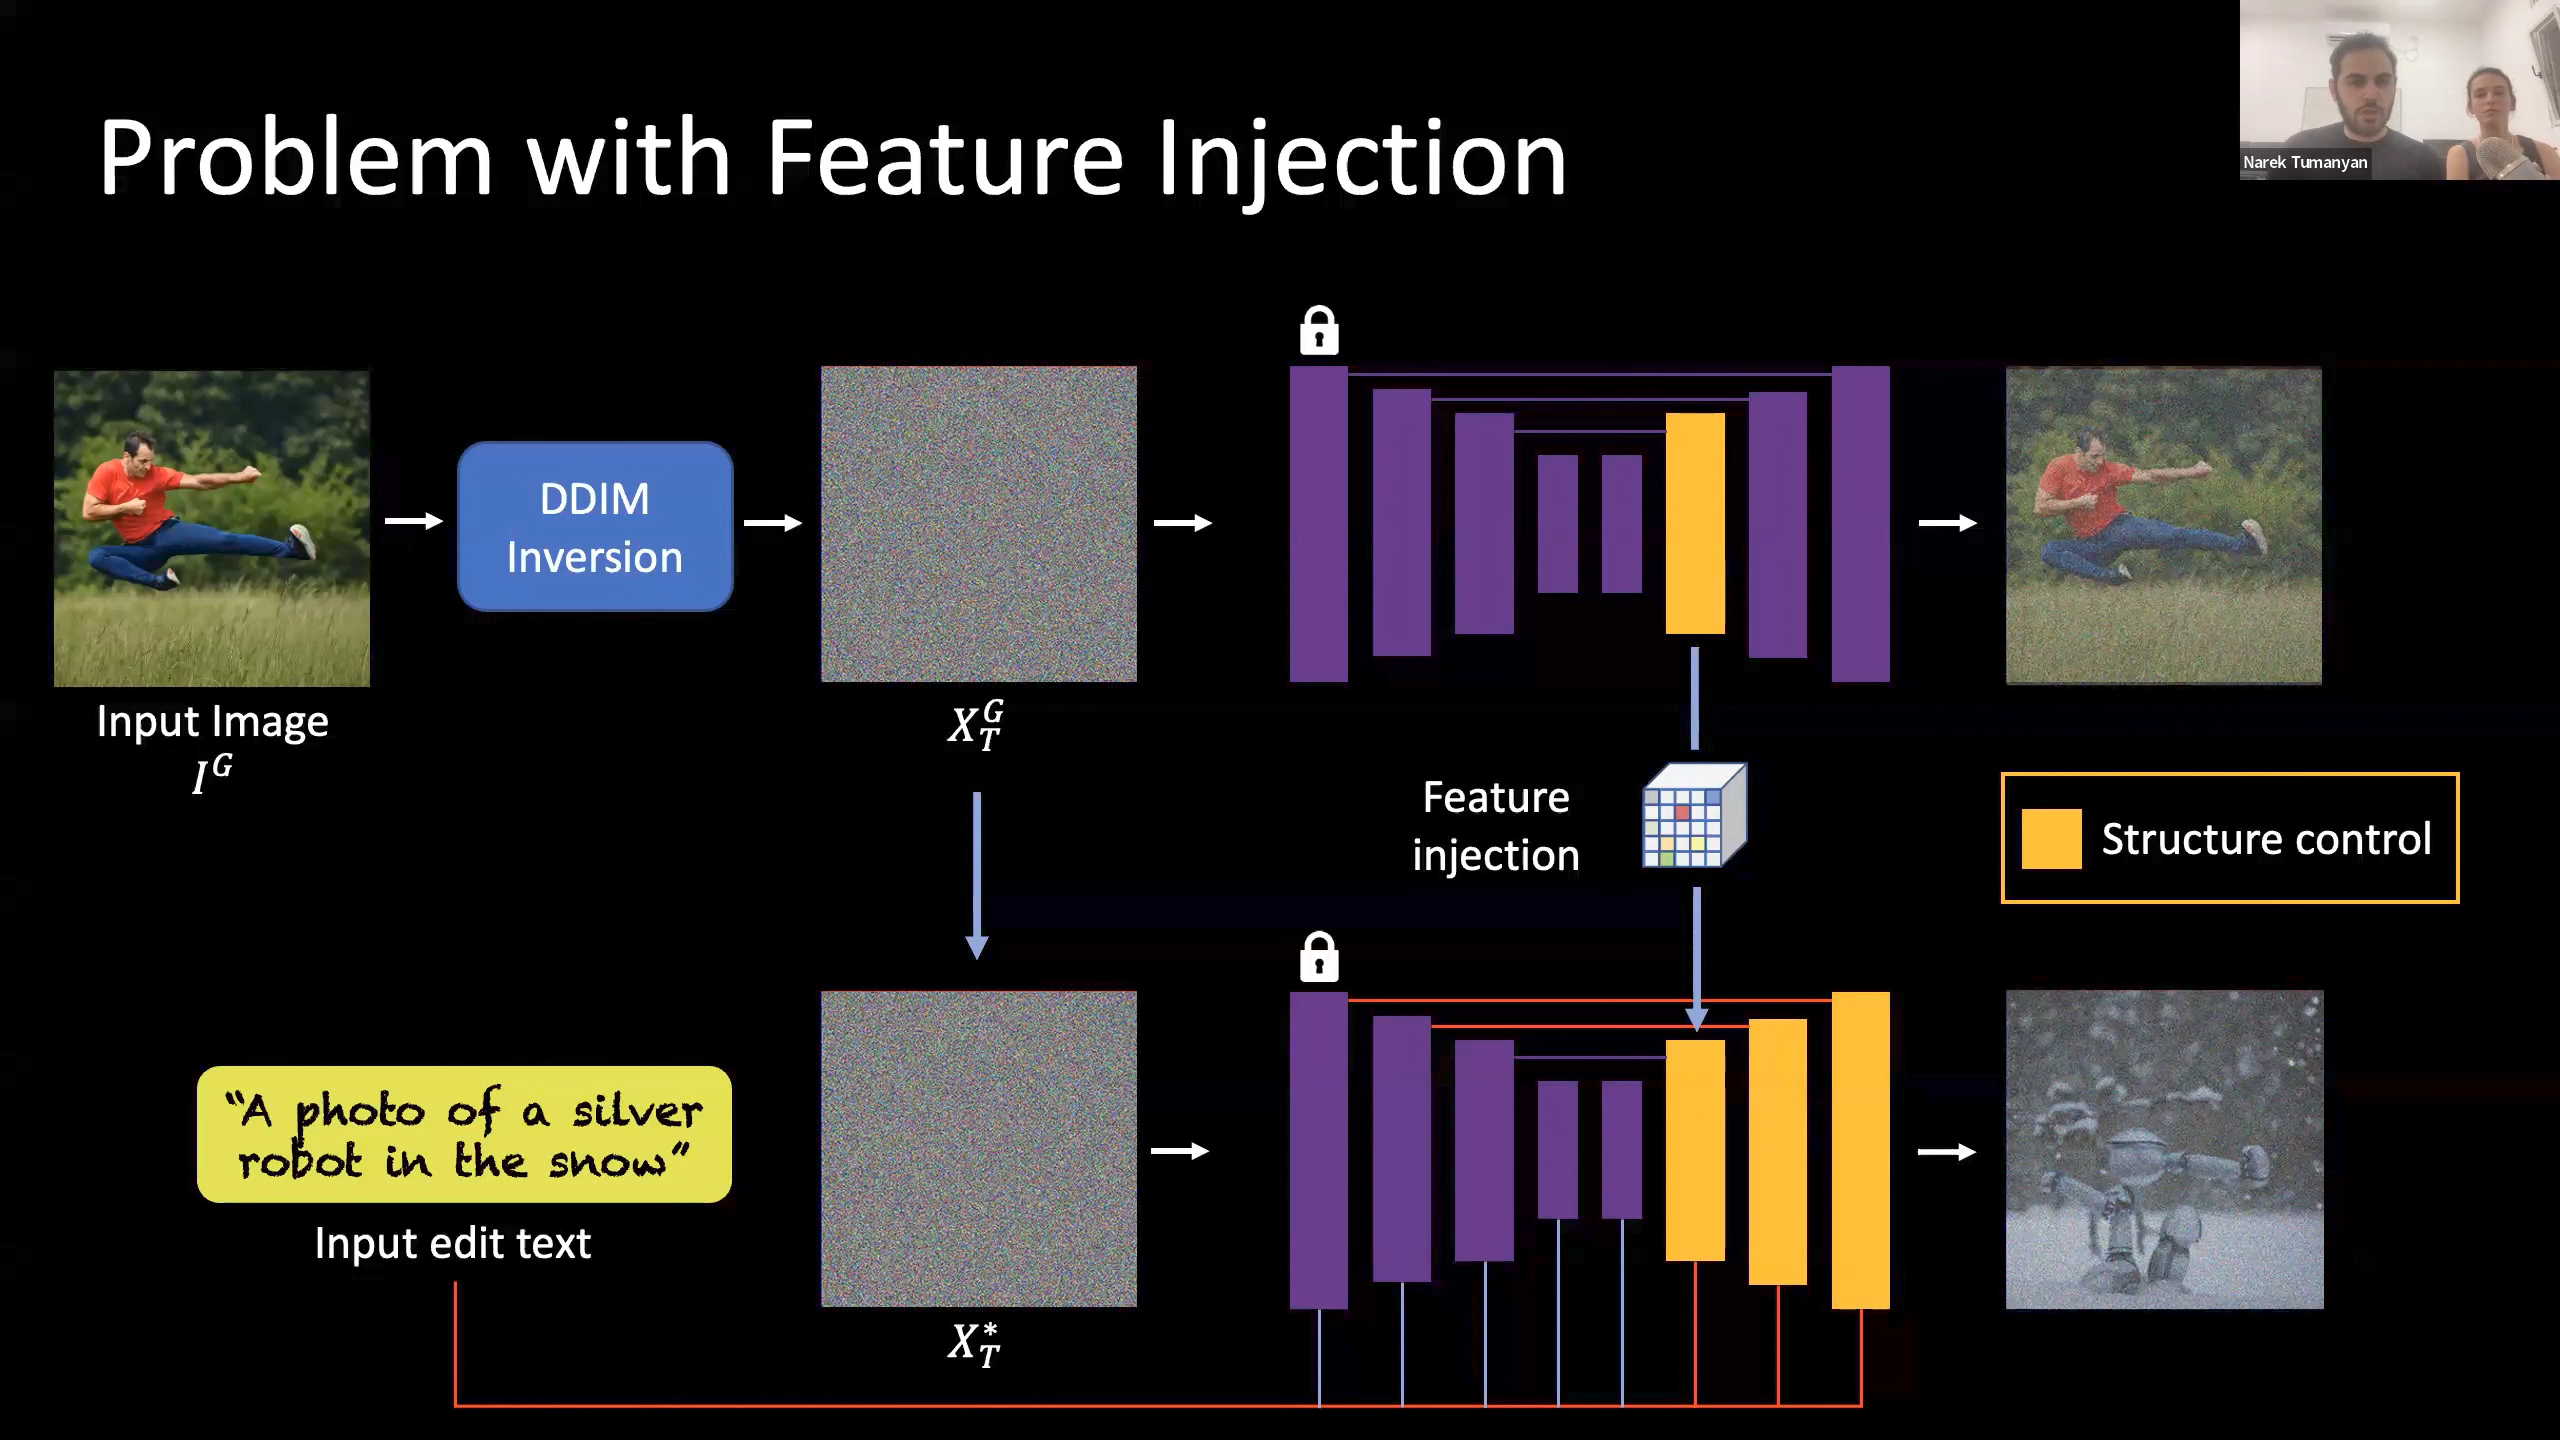 Problem with Feature Injection
Narek Tumanyan
DDIM
Inversion
Input Image
I^G
X_T^G
Feature
injection
Structure control
“A photo of a silver
robot in the snow”
Input edit text
X_T^*